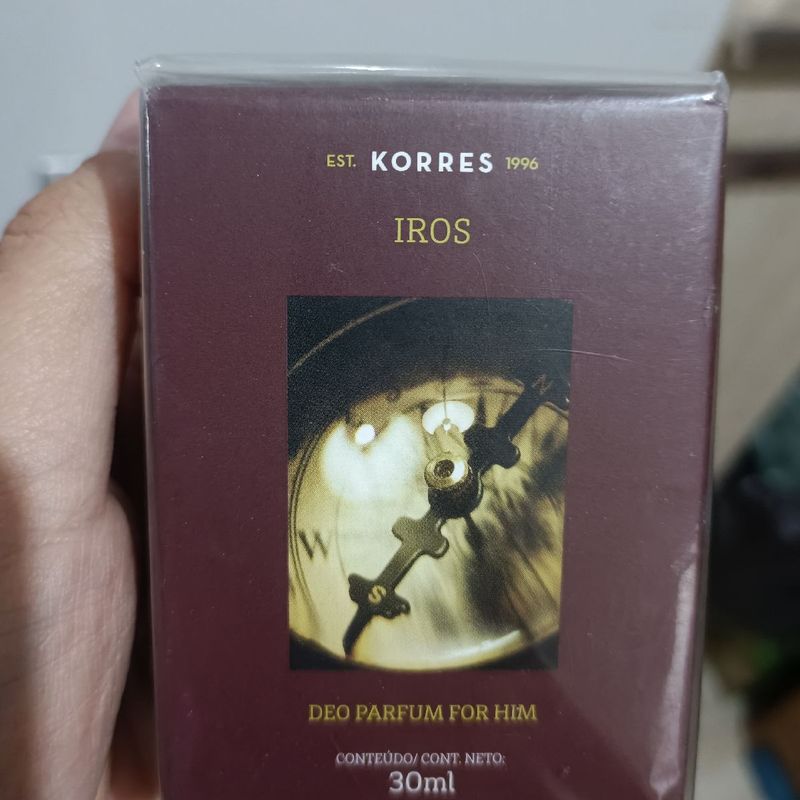 EST. KORRES 1996
IROS
N
W
S
DEO PARFUM FOR HIM
CONTEÚDO/ CONT. NETO:
30ml